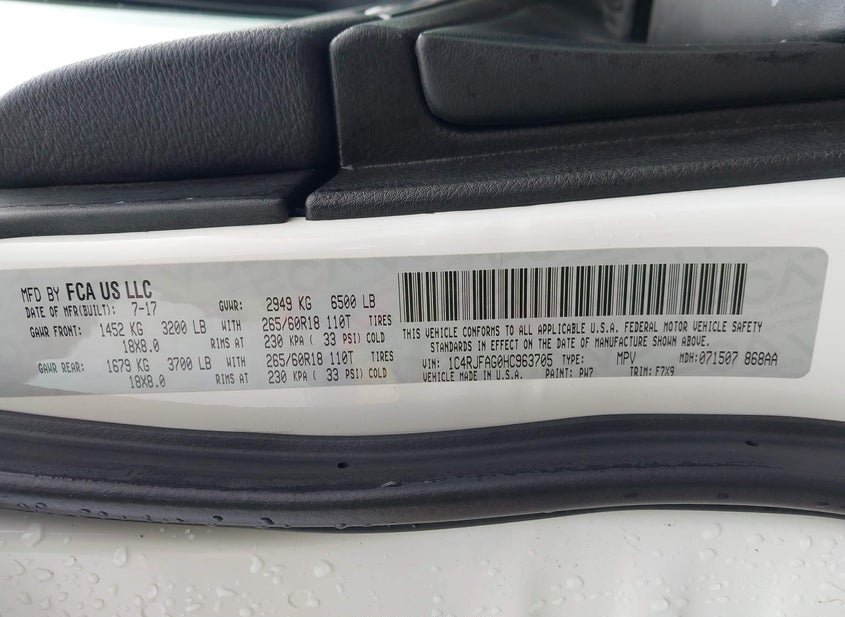 MFD BY FCA US LLC
DATE OF MFR(BUILT): 7-17 GVWR: 2949 KG 6500 LB
GAWR FRONT: 1452 KG 3200 LB WITH 265/60R18 110T TIRES
18X8.0 RIMS AT 230 KPA ( 33 PSI) COLD
GAWR REAR: 1679 KG 3700 LB WITH 265/60R18 110T TIRES
18X8.0 RIMS AT 230 KPA ( 33 PSI) COLD
THIS VEHICLE CONFORMS TO ALL APPLICABLE U.S.A. FEDERAL MOTOR VEHICLE SAFETY
STANDARDS IN EFFECT ON THE DATE OF MANUFACTURE SHOWN ABOVE.
VIN: 1C4RJFAG0HC963705 TYPE: MPV MDH: 071507 868AA
VEHICLE MADE IN U.S.A. PAINT: PW7 TRIM: F7X9